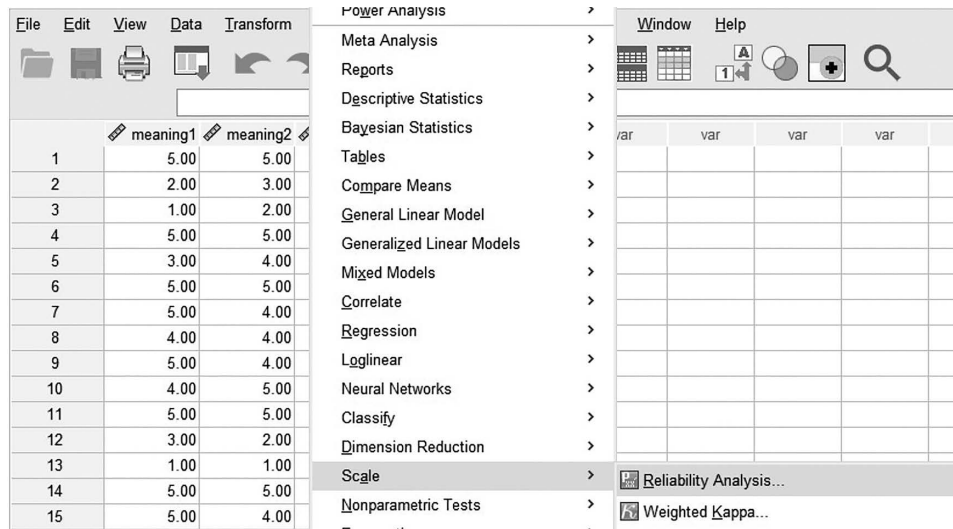 File Edit View Data Transform
Window Help
meaning1 meaning2
var var var var
1 5.00 5.00
2 2.00 3.00
3 1.00 2.00
4 5.00 5.00
5 3.00 4.00
6 5.00 5.00
7 5.00 4.00
8 4.00 4.00
9 5.00 4.00
10 4.00 5.00
11 5.00 5.00
12 3.00 2.00
13 1.00 1.00
14 5.00 5.00
15 5.00 4.00
Power Analysis
Meta Analysis
Reports
Descriptive Statistics
Bayesian Statistics
Tables
Compare Means
General Linear Model
Generalized Linear Models
Mixed Models
Correlate
Regression
Loglinear
Neural Networks
Classify
Dimension Reduction
Scale
Nonparametric Tests
Reliability Analysis...
Weighted Kappa...
A
1